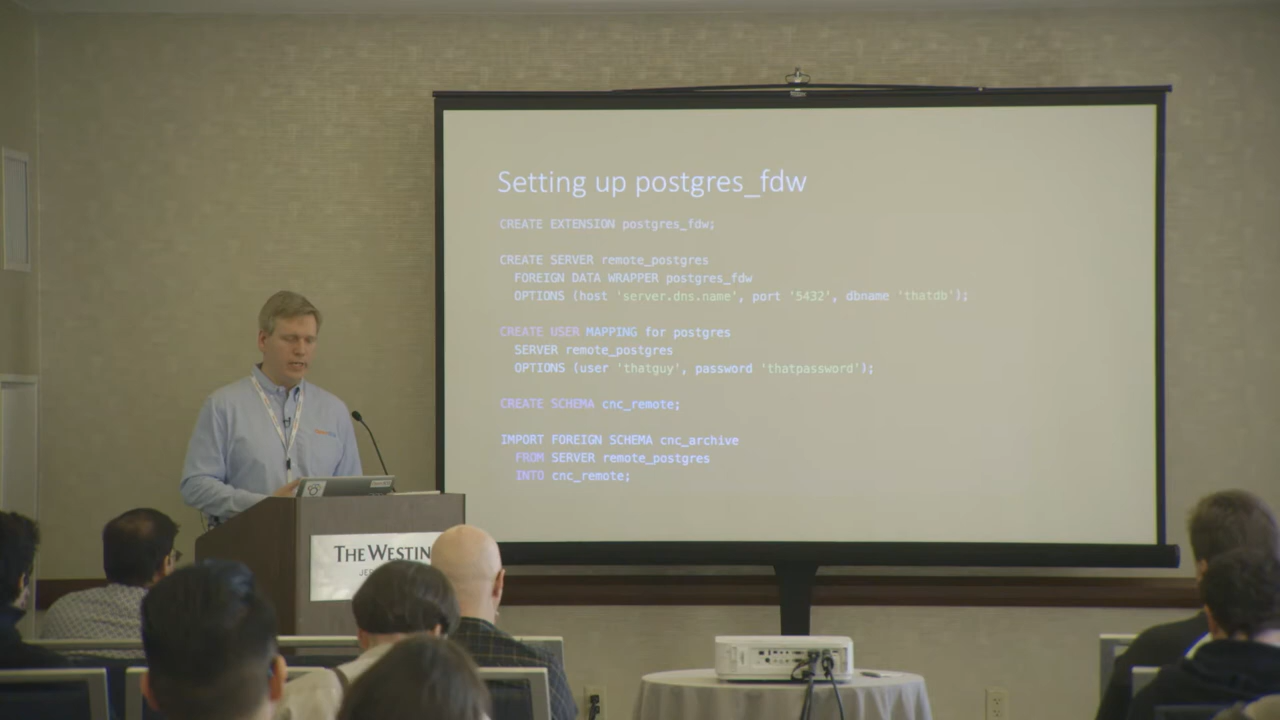 Setting up postgres_fdw
CREATE EXTENSION postgres_fdw;
CREATE SERVER remote_postgres
FOREIGN DATA WRAPPER postgres_fdw
OPTIONS (host 'server.dns.name', port '5432', dbname 'thatdb');
CREATE USER MAPPING for postgres
SERVER remote_postgres
OPTIONS (user 'thatguy', password 'thatpassword');
CREATE SCHEMA cnc_remote;
IMPORT FOREIGN SCHEMA cnc_archive
FROM SERVER remote_postgres
INTO cnc_remote;
THE WESTIN